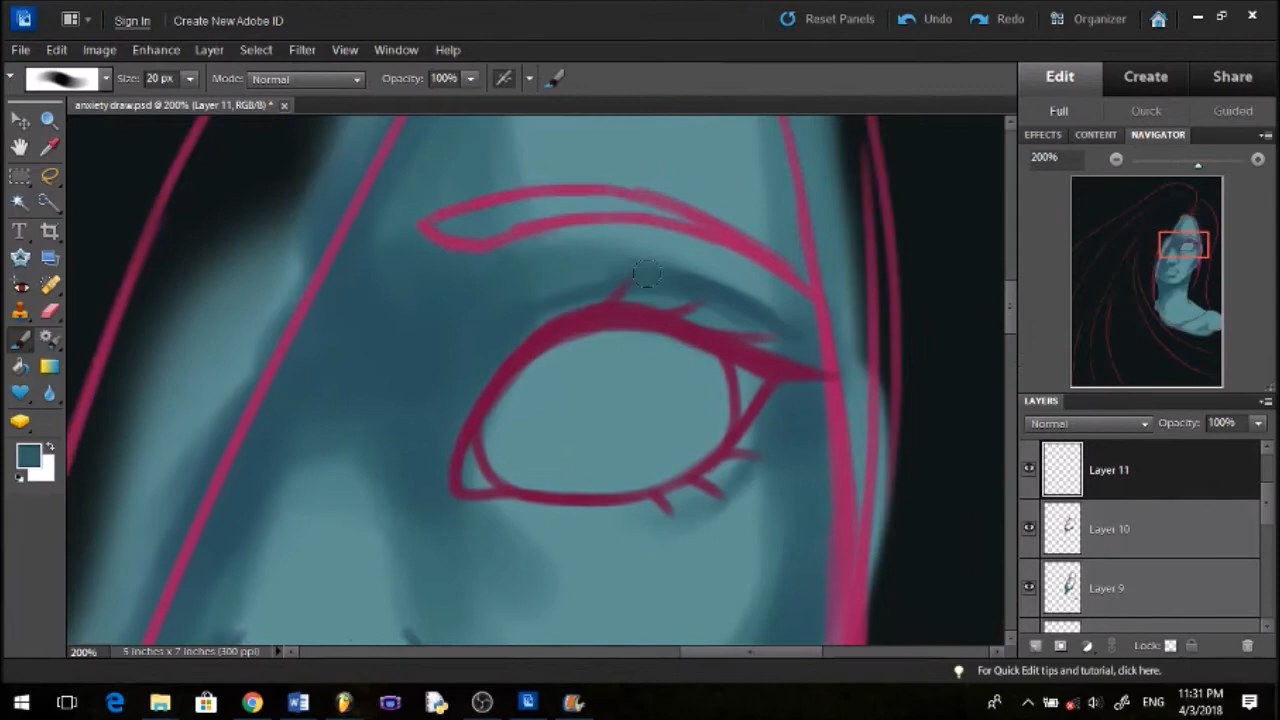 Sign In Create New Adobe ID Reset Panels Undo Redo Organizer
File Edit Image Enhance Layer Select Filter View Window Help
Size: 20 px Mode: Normal Opacity: 100% Edit Create Share
anxiety draw.psd @ 200% (Layer 11, RGB/8) *
Full Quick Guided
EFFECTS CONTENT NAVIGATOR
200%
LAYERS
Normal Opacity: 100%
Layer 11
Layer 10
Layer 9
Lock:
200% 5 inches x 7 inches (300 ppi)
For Quick Edit tips and tutorial, click here.
ENG 11:31 PM
4/3/2018